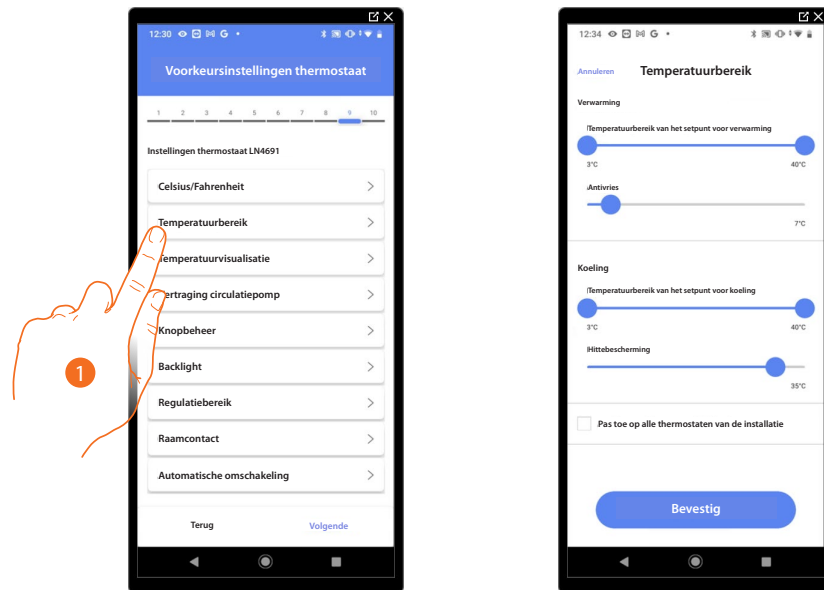 12:30 G
Voorkeursinstellingen thermostaat
1 2 3 4 5 6 7 8 9 10
Instellingen thermostaat LN4691
Celsius/Fahrenheit
Temperatuurbereik
Temperatuurvisualisatie
ertraging circulatiepomp
Knopbeheer
Backlight
Regulatiebereik
Raamcontact
Automatische omschakeling
Terug Volgende
1
12:34 G
Annuleren Temperatuurbereik
Verwarming
Temperatuurbereik van het setpunt voor verwarming
3°C 40°C
Antivries
7°C
Koeling
Temperatuurbereik van het setpunt voor koeling
3°C 40°C
Hittebescherming
35°C
Pas toe op alle thermostaten van de installatie
Bevestig